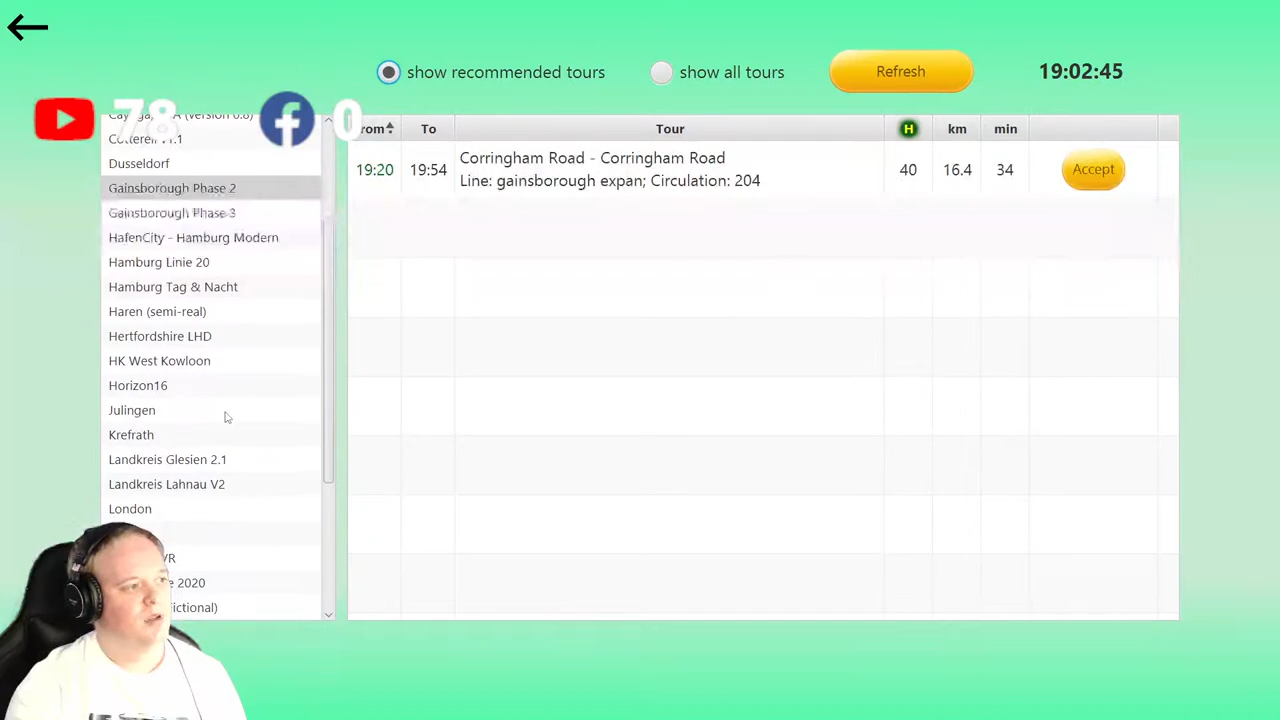 show recommended tours
show all tours
Refresh
19:02:45
78
0
To
Tour
H
km
min
Cotterell V1.1
Dusseldorf
Gainsborough Phase 2
Gainsborough Phase 3
HafenCity - Hamburg Modern
Hamburg Linie 20
Hamburg Tag & Nacht
Haren (semi-real)
Hertfordshire LHD
HK West Kowloon
Horizon16
Julingen
Krefrath
Landkreis Glesien 2.1
Landkreis Lahnau V2
London
19:20
19:54
Corringham Road - Corringham Road
Line: gainsborough expan; Circulation: 204
40
16.4
34
Accept